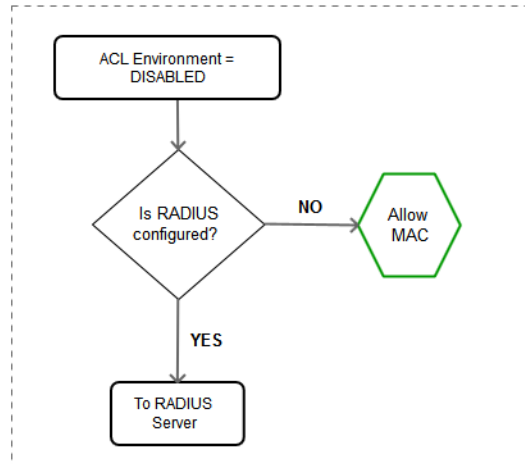 ACL Environment =
DISABLED
Is RADIUS
configured?
NO
Allow
MAC
YES
To RADIUS
Server